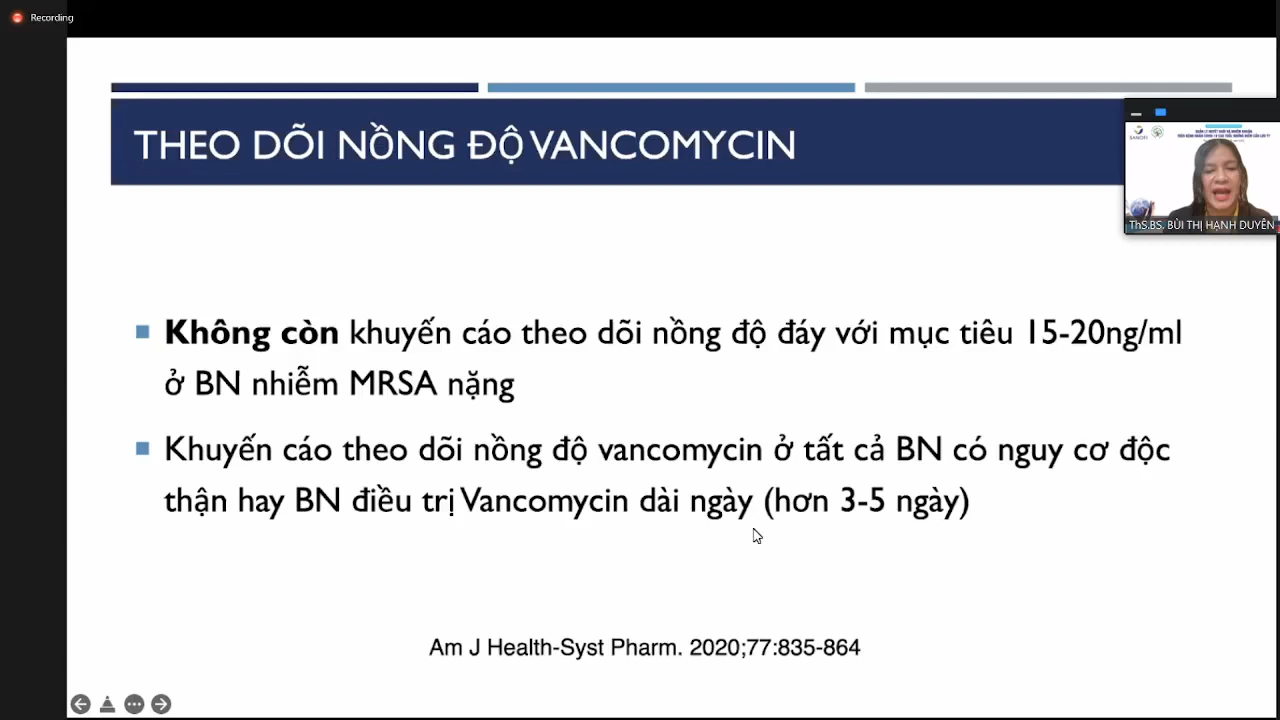 Recording
THEO DÕI NỒNG ĐỘ VANCOMYCIN
SANOFI
ThS.BS. BÙI THỊ HẠNH DUYÊN
Không còn khuyến cáo theo dõi nồng độ đáy với mục tiêu 15-20ng/ml
ở BN nhiễm MRSA nặng
Khuyến cáo theo dõi nồng độ vancomycin ở tất cả BN có nguy cơ độc
thận hay BN điều trị Vancomycin dài ngày (hơn 3-5 ngày)
Am J Health-Syst Pharm. 2020;77:835-864